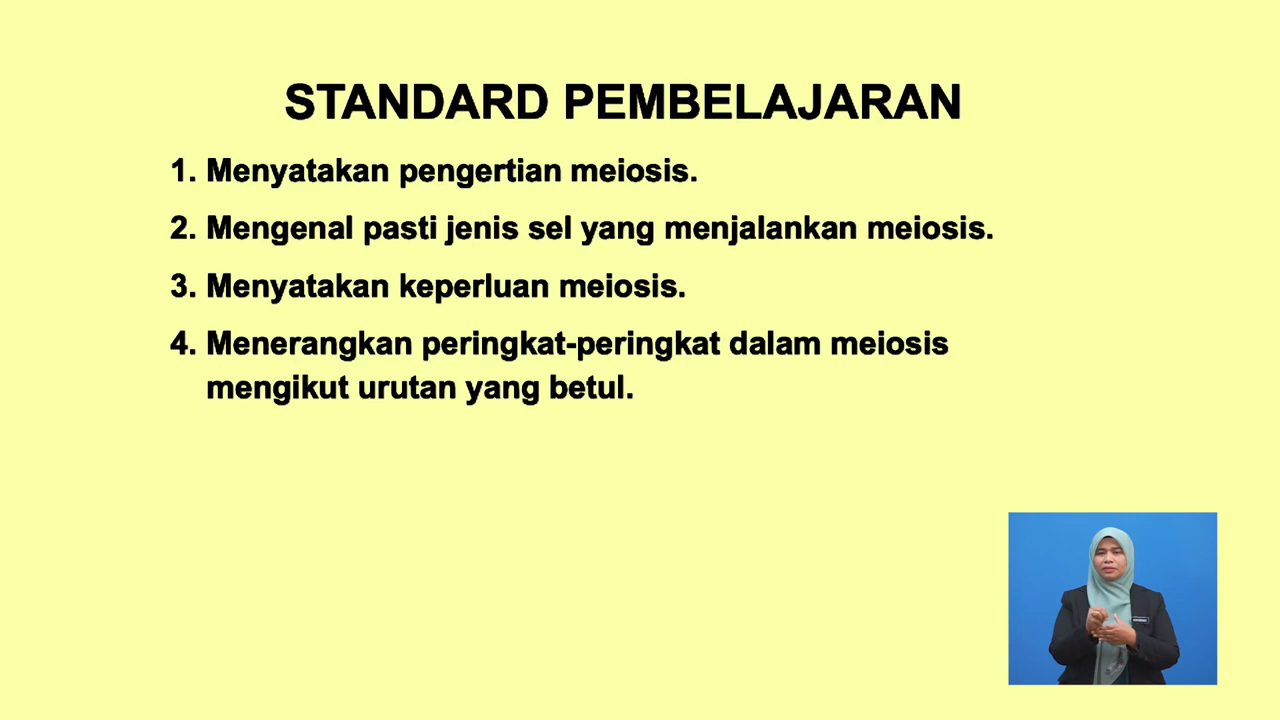 STANDARD PEMBELAJARAN
1. Menyatakan pengertian meiosis.
2. Mengenal pasti jenis sel yang menjalankan meiosis.
3. Menyatakan keperluan meiosis.
4. Menerangkan peringkat-peringkat dalam meiosis
mengikut urutan yang betul.